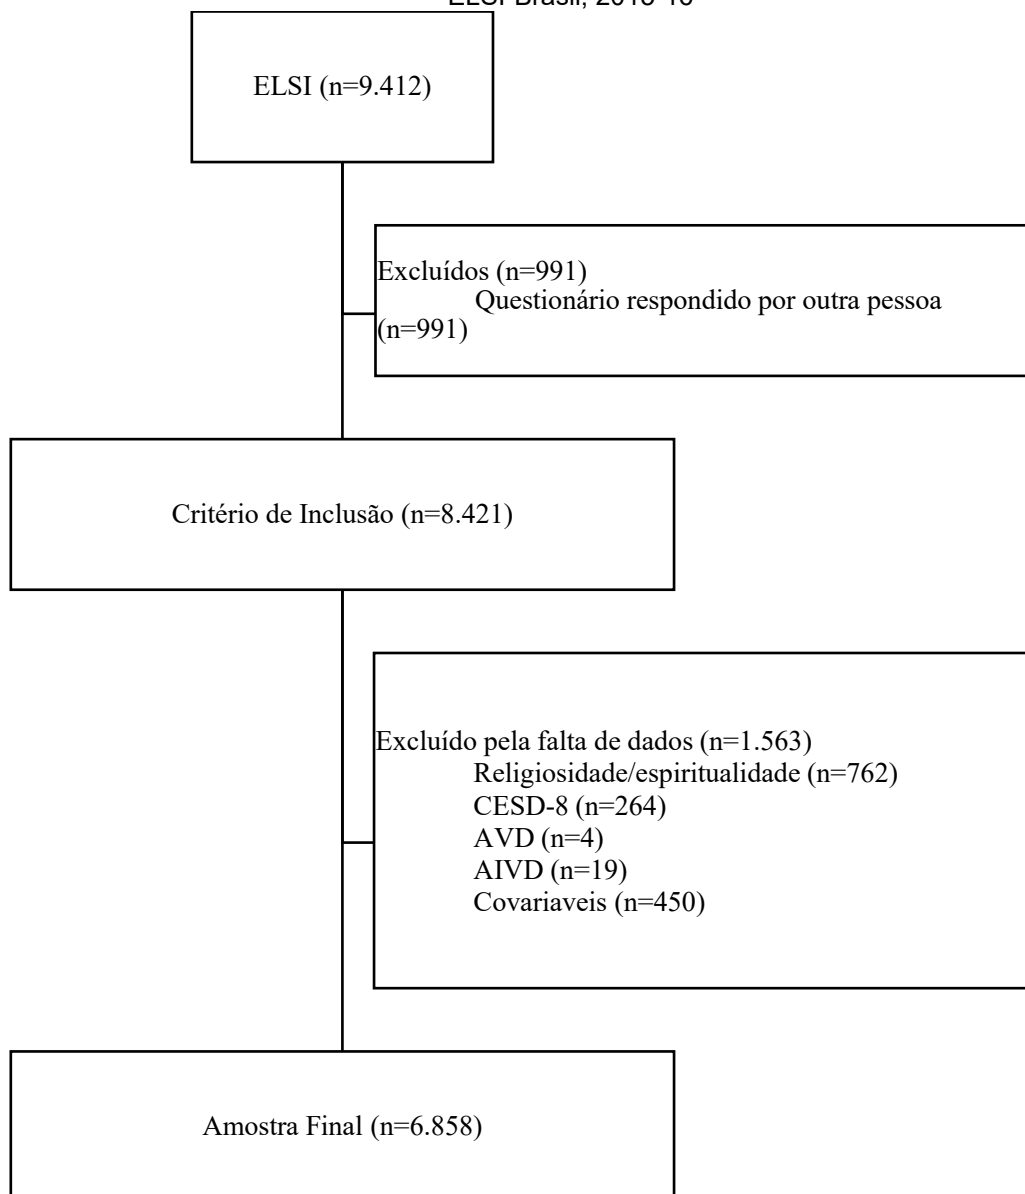 ELSI (n=9.412)
Excluídos (n=991)
Questionário respondido por outra pessoa
(n=991)
Critério de Inclusão (n=8.421)
Excluído pela falta de dados (n=1.563)
Religiosidade/espiritualidade (n=762)
CESD-8 (n=264)
AVD (n=4)
AIVD (n=19)
Covariaveis (n=450)
Amostra Final (n=6.858)